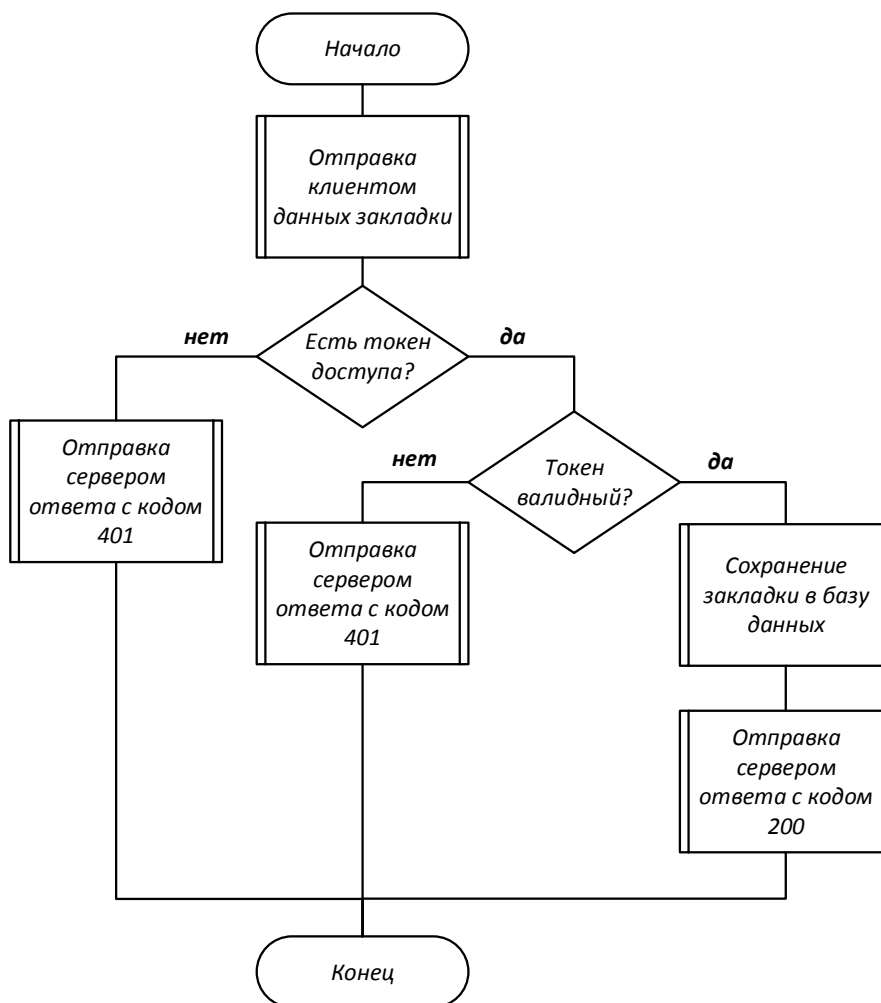 Начало
Отправка
клиентом
данных закладки
нет
Есть токен
доступа?
да
Отправка
сервером
ответа с кодом
401
нет
Токен
валидный?
да
Отправка
сервером
ответа с кодом
401
Сохранение
закладки в базу
данных
Отправка
сервером
ответа с кодом
200
Конец